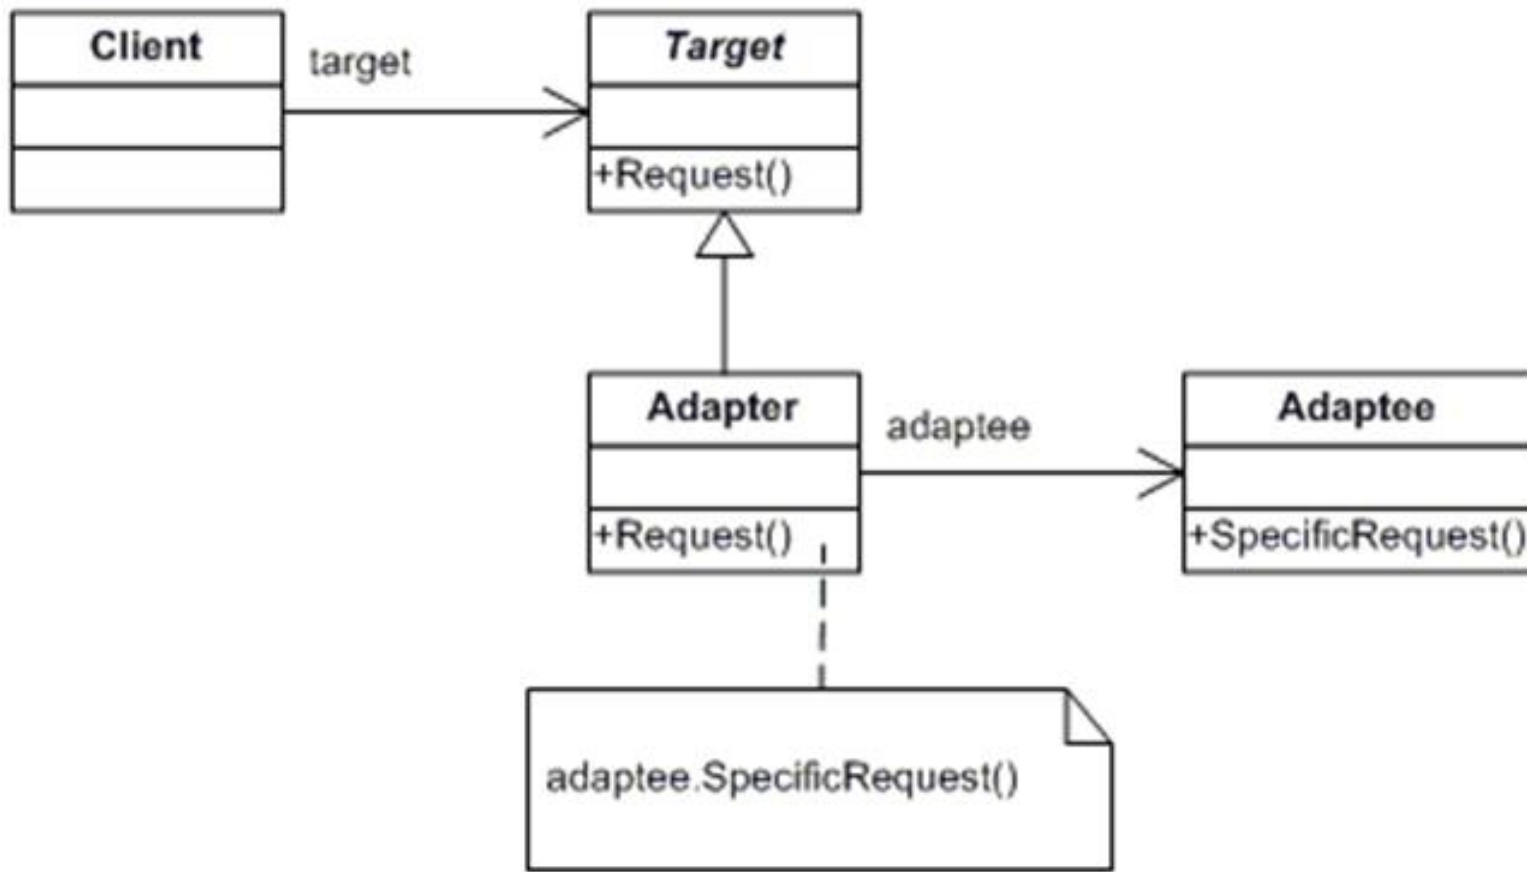 Client
target
Target
+Request()
Adapter
adaptee
Adaptee
+Request()
+SpecificRequest()
adaptee.SpecificRequest()